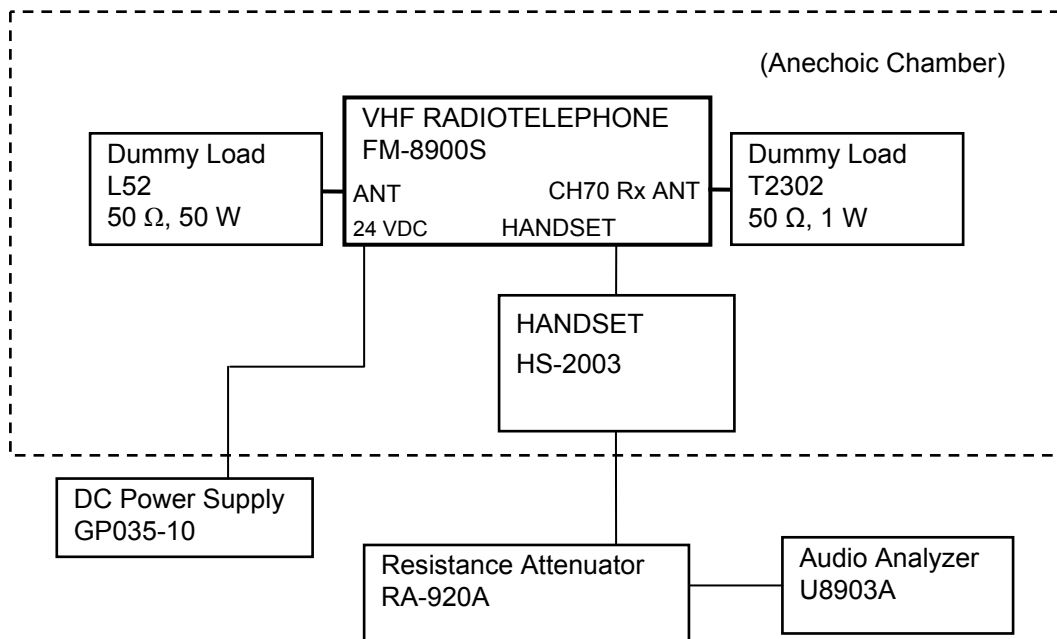 (Anechoic Chamber)
VHF RADIOTELEPHONE
FM-8900S
ANT
CH70 Rx ANT
24 VDC
HANDSET
Dummy Load
L52
50 Ω, 50 W
Dummy Load
T2302
50 Ω, 1 W
HANDSET
HS-2003
DC Power Supply
GP035-10
Resistance Attenuator
RA-920A
Audio Analyzer
U8903A